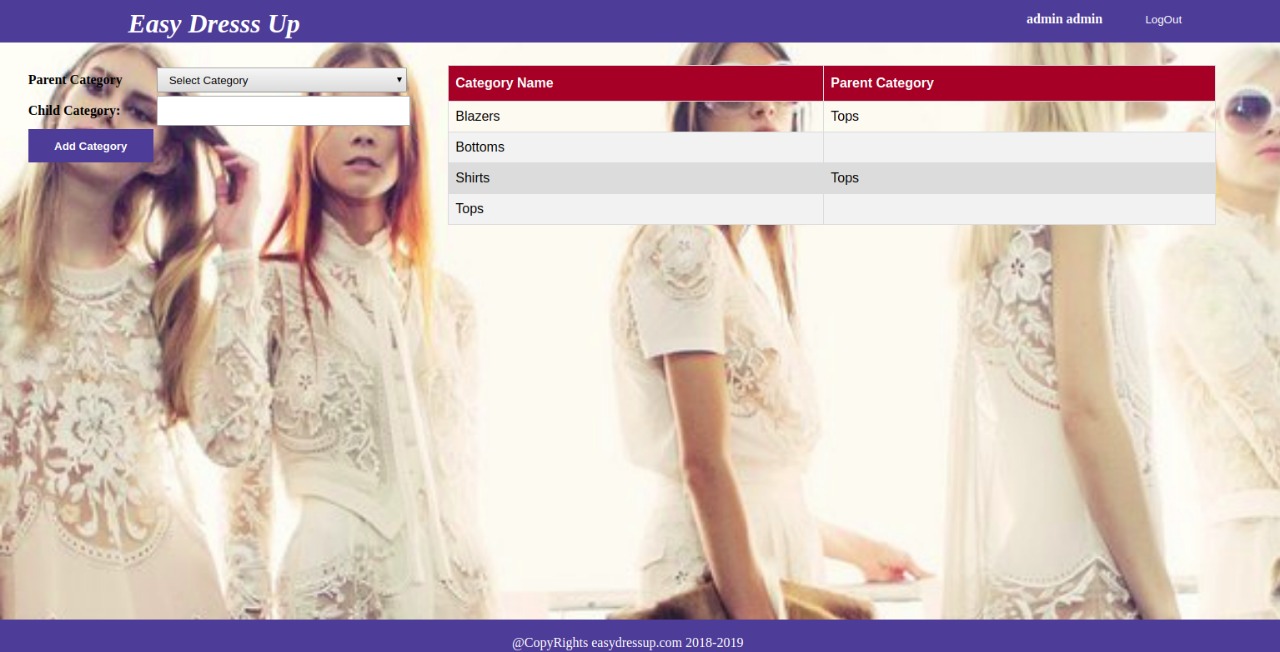 Easy Dresss Up
admin admin
LogOut
Parent Category
Select Category
Child Category:
Add Category
Category Name Parent Category
Blazers Tops
Bottoms
Shirts Tops
Tops
@CopyRights easydressup.com 2018-2019